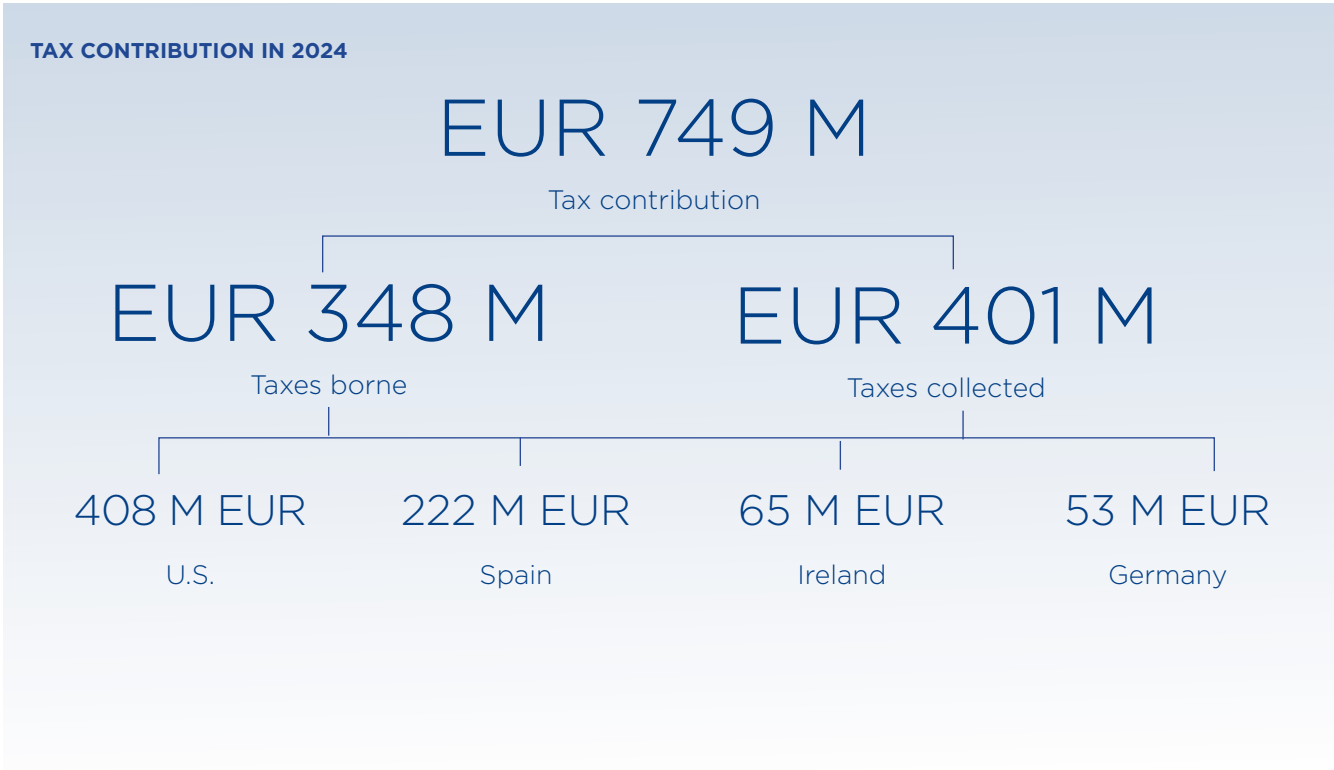 TAX CONTRIBUTION IN 2024
EUR 749 M
Tax contribution
EUR 348 M
EUR 401 M
Taxes borne
Taxes collected
408 M EUR
222 M EUR
65 M EUR
53 M EUR
U.S.
Spain
Ireland
Germany